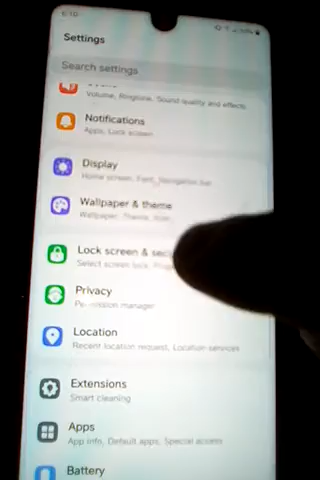 6:10
Settings
Search settings
Volume, Ringtone, Sound quality and effects
Notifications
Apps, Lock screen
Display
Home screen, Font, Navigation bar
Wallpaper & theme
Wallpaper, Theme, Icon
Lock screen & sec
Select screen lock,
Privacy
Permission manager
Location
Recent location request, Location services
Extensions
Smart cleaning
Apps
App info, Default apps, Special access
Battery